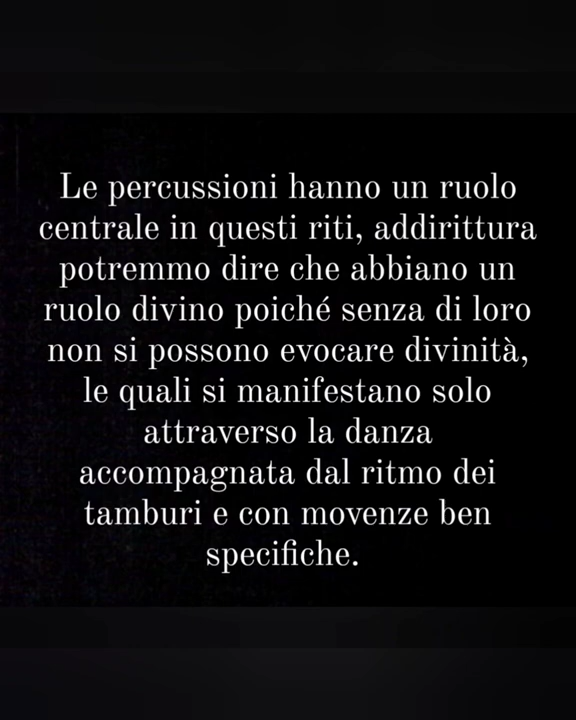 Le percussioni hanno un ruolo
centrale in questi riti, addirittura
potremmo dire che abbiano un
ruolo divino poiché senza di loro
non si possono evocare divinità,
le quali si manifestano solo
attraverso la danza
accompagnata dal ritmo dei
tamburi e con movenze ben
specifiche.